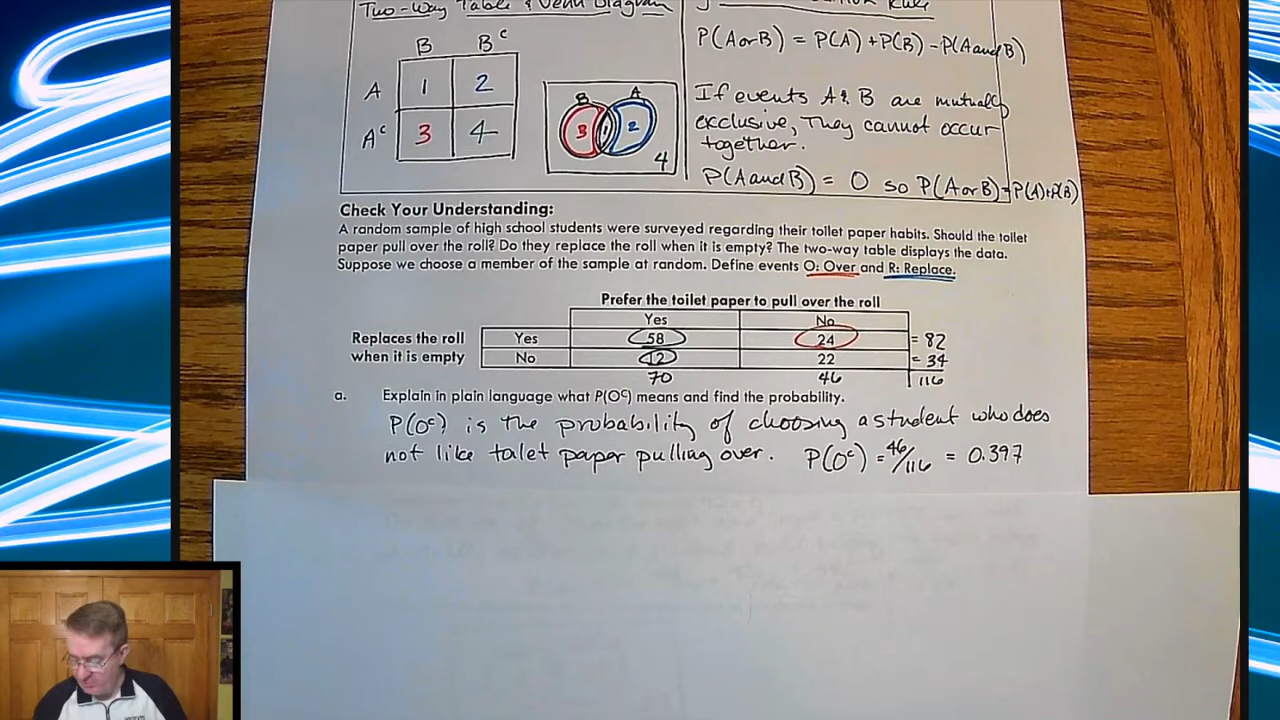 Two-Way Table & Venn Diagram
Rule
B Bᶜ
A 1 2
Aᶜ 3 4
B A
3 1 2
4
P(A or B) = P(A) + P(B) - P(A and B)
If events A & B are mutually
exclusive, They cannot occur
together.
P(A and B) = 0 so P(A or B) = P(A)+P(B)
Check Your Understanding:
A random sample of high school students were surveyed regarding their toilet paper habits. Should the toilet
paper pull over the roll? Do they replace the roll when it is empty? The two-way table displays the data.
Suppose we choose a member of the sample at random. Define events O: Over and R: Replace.
Prefer the toilet paper to pull over the roll
Yes No
Replaces the roll Yes 58 24 = 82
when it is empty No 12 22 = 34
70 46 116
a. Explain in plain language what P(Oᶜ) means and find the probability.
P(Oᶜ) is the probability of choosing a student who does
not like toilet paper pulling over. P(Oᶜ) = 46/116 = 0.397